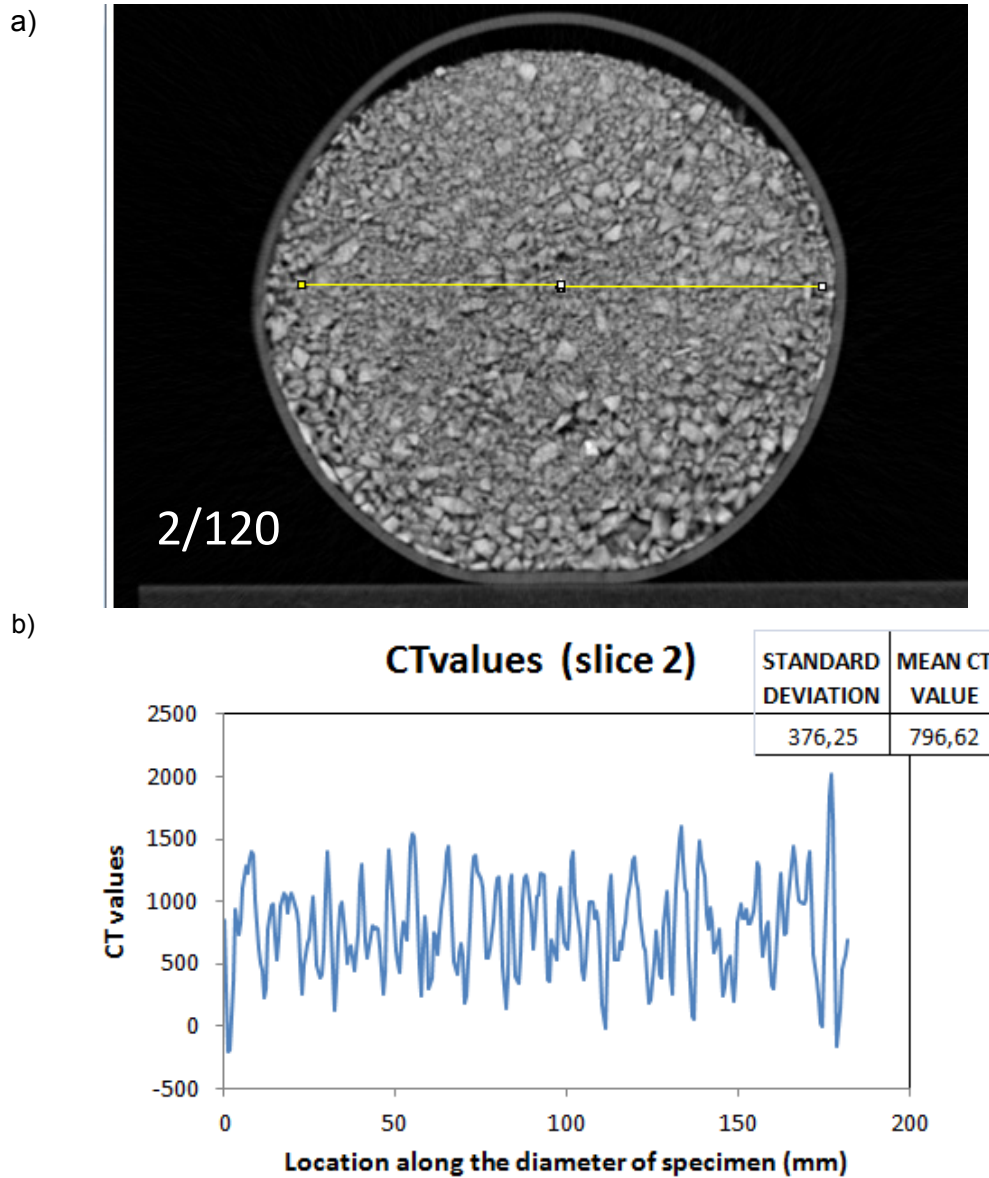 a)
2/120
b)
CTvalues (slice 2)
STANDARD DEVIATION
MEAN CT VALUE
376,25
796,62
2500
2000
1500
1000
500
0
-500
CT values
0
50
100
150
200
Location along the diameter of specimen (mm)